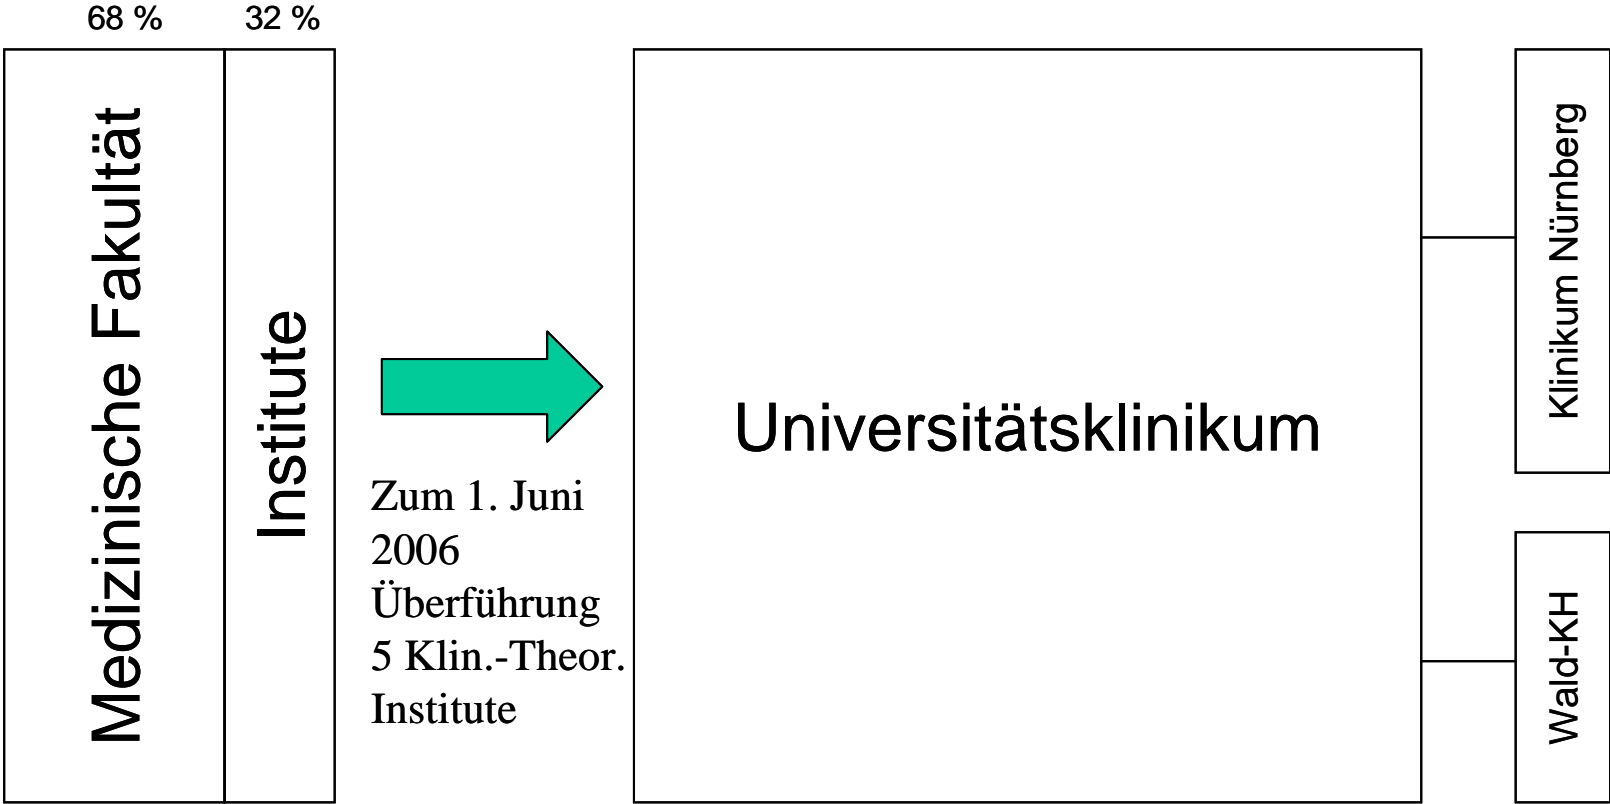 68 %
32 %
Medizinische Fakultät
Institute
Zum 1. Juni
2006
Überführung
5 Klin.-Theor.
Institute
Universitätsklinikum
Klinikum Nürnberg
Wald-KH